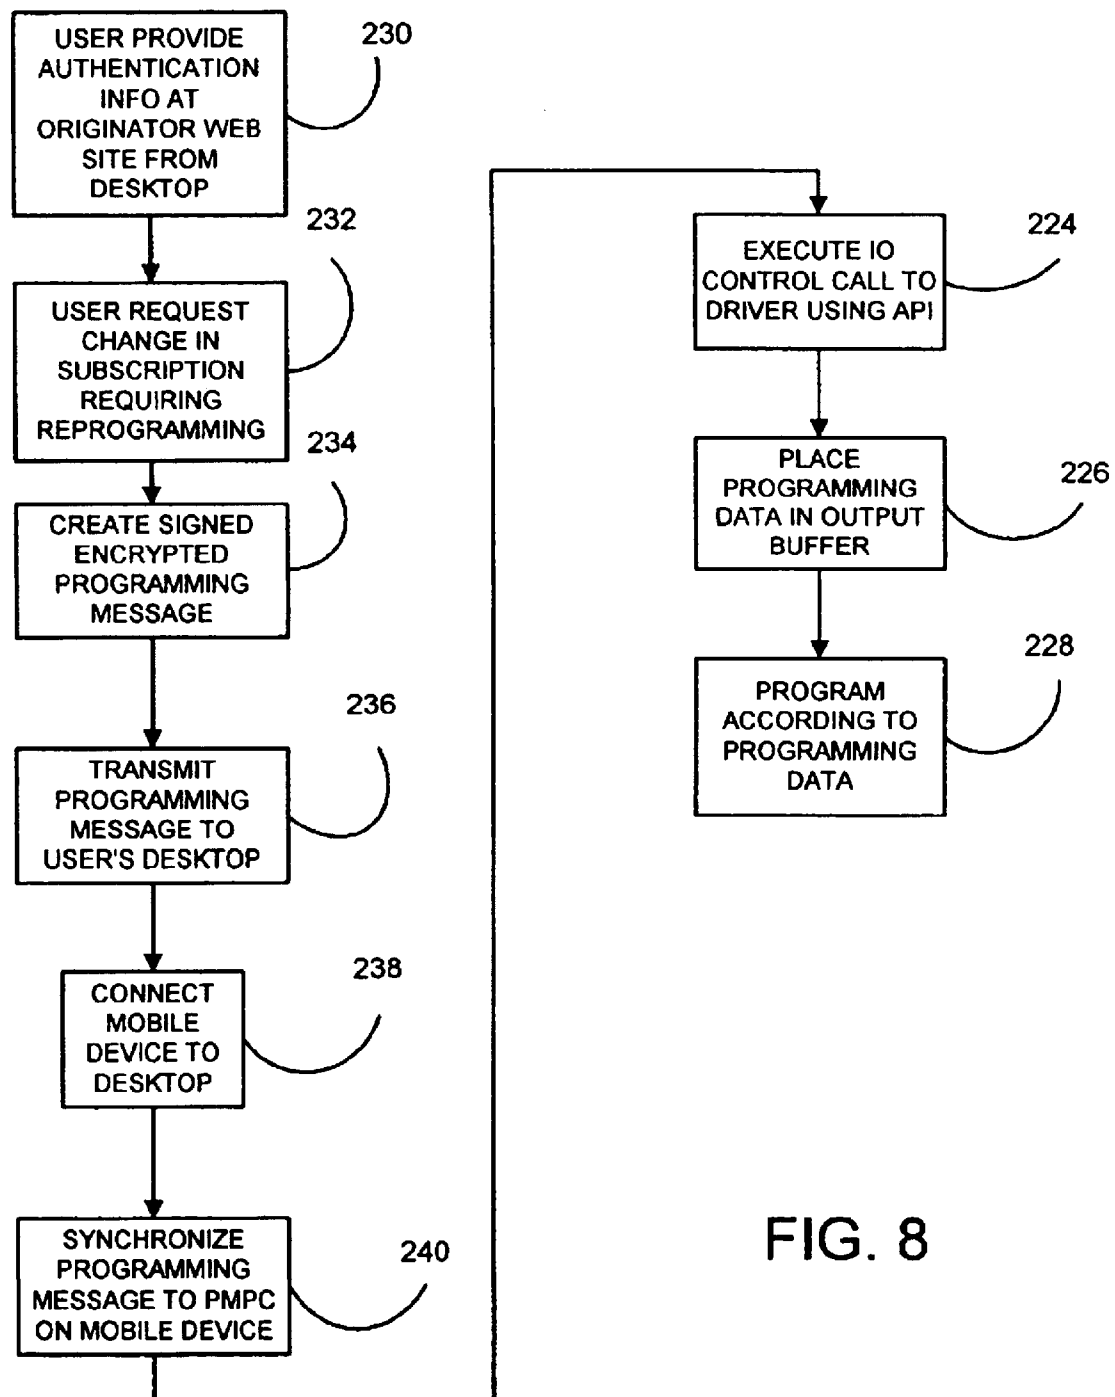 USER PROVIDE
AUTHENTICATION
INFO AT
ORIGINATOR WEB
SITE FROM
DESKTOP
230
USER REQUEST
CHANGE IN
SUBSCRIPTION
REQUIRING
REPROGRAMMING
232
CREATE SIGNED
ENCRYPTED
PROGRAMMING
MESSAGE
234
TRANSMIT
PROGRAMMING
MESSAGE TO
USER'S DESKTOP
236
CONNECT
MOBILE
DEVICE TO
DESKTOP
238
SYNCHRONIZE
PROGRAMMING
MESSAGE TO PMPC
ON MOBILE DEVICE
240
EXECUTE IO
CONTROL CALL TO
DRIVER USING API
224
PLACE
PROGRAMMING
DATA IN OUTPUT
BUFFER
226
PROGRAM
ACCORDING TO
PROGRAMMING
DATA
228
FIG. 8